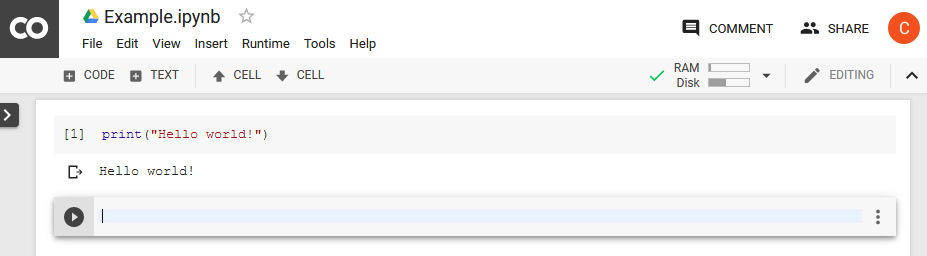 CO
Example.ipynb
File Edit View Insert Runtime Tools Help
COMMENT SHARE C
CODE TEXT CELL CELL
RAM
Disk
EDITING
[1] print("Hello world!")
Hello world!